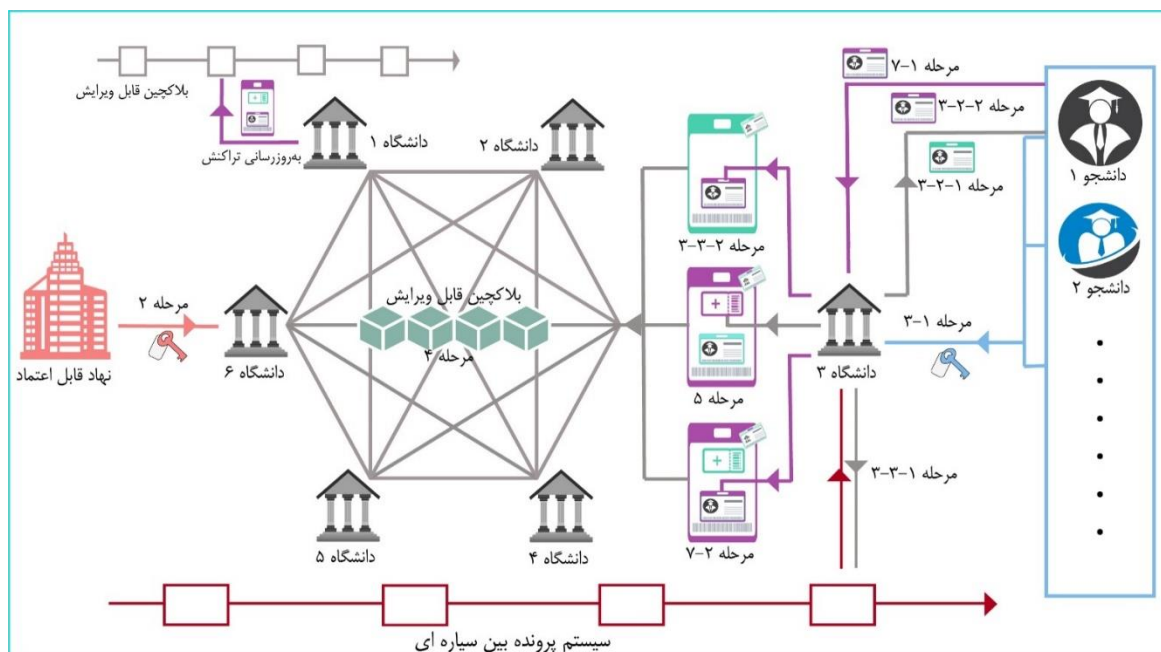 مرحله ۱-۷
مرحله ۲-۲-۳
مرحله ۱-۲-۳
دانشجو ۱
دانشجو ۲
بلاکچین قابل ویرایش
به‌روزرسانی تراکنش
دانشگاه ۱
دانشگاه ۲
مرحله ۲-۳-۳
بلاکچین قابل ویرایش
مرحله ۴
مرحله ۲
نهاد قابل اعتماد
دانشگاه ۶
مرحله ۵
دانشگاه ۳
مرحله ۱-۳
مرحله ۱-۳-۳
دانشگاه ۵
دانشگاه ۴
مرحله ۲-۷
سیستم پرونده بین سیاره ای